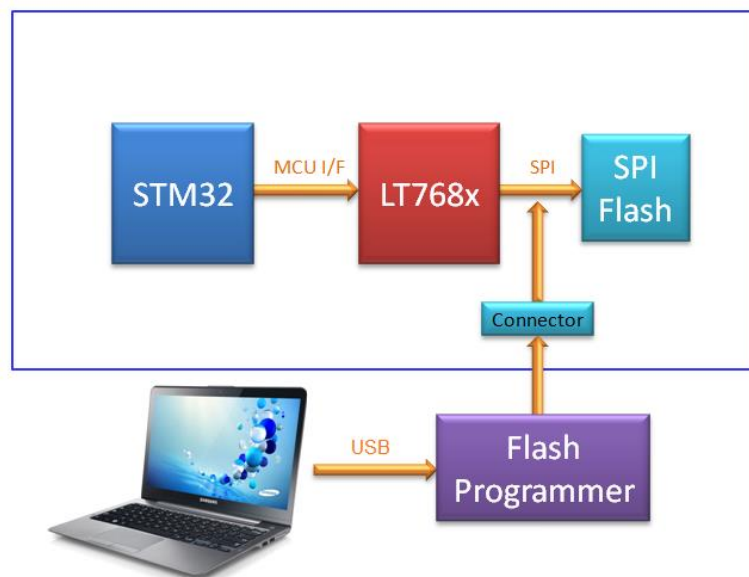 MCU I/F
SPI
STM32
LT768x
SPI
Flash
Connector
USB
Flash
Programmer
SAMSUNG